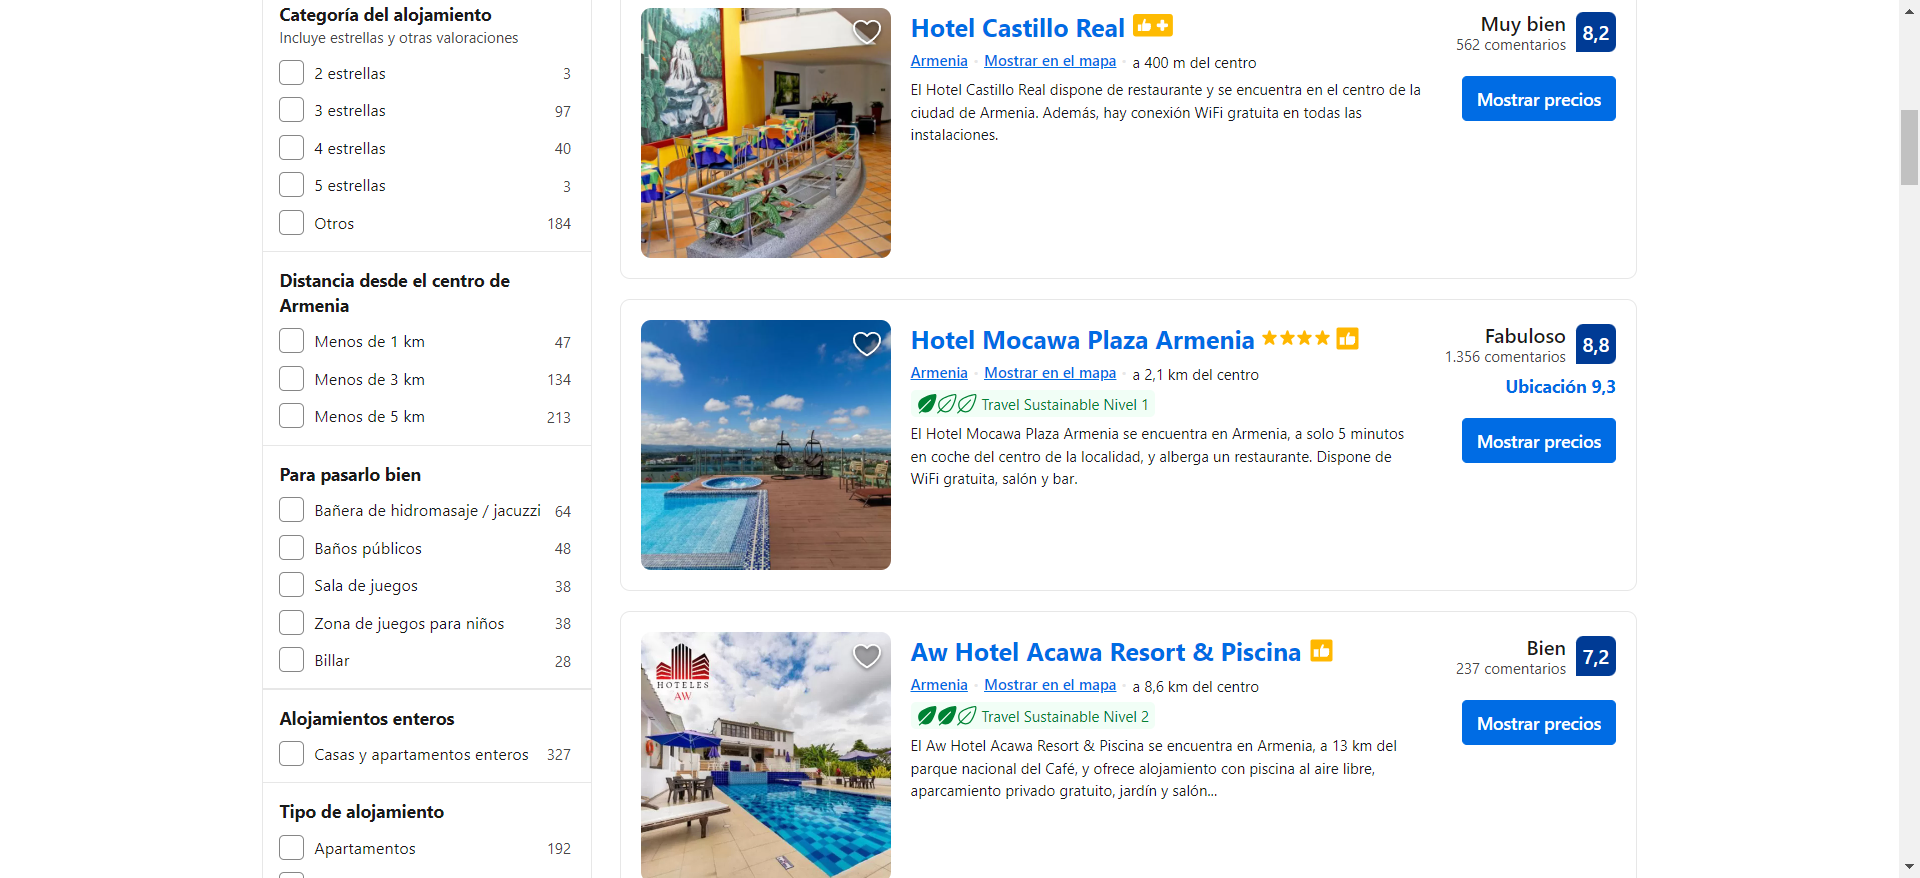 Categoría del alojamiento
Incluye estrellas y otras valoraciones
2 estrellas 3
3 estrellas 97
4 estrellas 40
5 estrellas 3
Otros 184
Distancia desde el centro de
Armenia
Menos de 1 km 47
Menos de 3 km 134
Menos de 5 km 213
Para pasarlo bien
Bañera de hidromasaje / jacuzzi 64
Baños públicos 48
Sala de juegos 38
Zona de juegos para niños 38
Billar 28
Alojamientos enteros
Casas y apartamentos enteros 327
Tipo de alojamiento
Apartamentos 192
Hotel Castillo Real
Armenia Mostrar en el mapa a 400 m del centro
El Hotel Castillo Real dispone de restaurante y se encuentra en el centro de la
ciudad de Armenia. Además, hay conexión WiFi gratuita en todas las
instalaciones.
Muy bien 8,2
562 comentarios
Mostrar precios
Hotel Mocawa Plaza Armenia
Armenia Mostrar en el mapa a 2,1 km del centro
Travel Sustainable Nivel 1
El Hotel Mocawa Plaza Armenia se encuentra en Armenia, a solo 5 minutos
en coche del centro de la localidad, y alberga un restaurante. Dispone de
WiFi gratuita, salón y bar.
Fabuloso 8,8
1.356 comentarios
Ubicación 9,3
Mostrar precios
HOTELES
AW
Aw Hotel Acawa Resort & Piscina
Armenia Mostrar en el mapa a 8,6 km del centro
Travel Sustainable Nivel 2
El Aw Hotel Acawa Resort & Piscina se encuentra en Armenia, a 13 km del
parque nacional del Café, y ofrece alojamiento con piscina al aire libre,
aparcamiento privado gratuito, jardín y salón...
Bien 7,2
237 comentarios
Mostrar precios